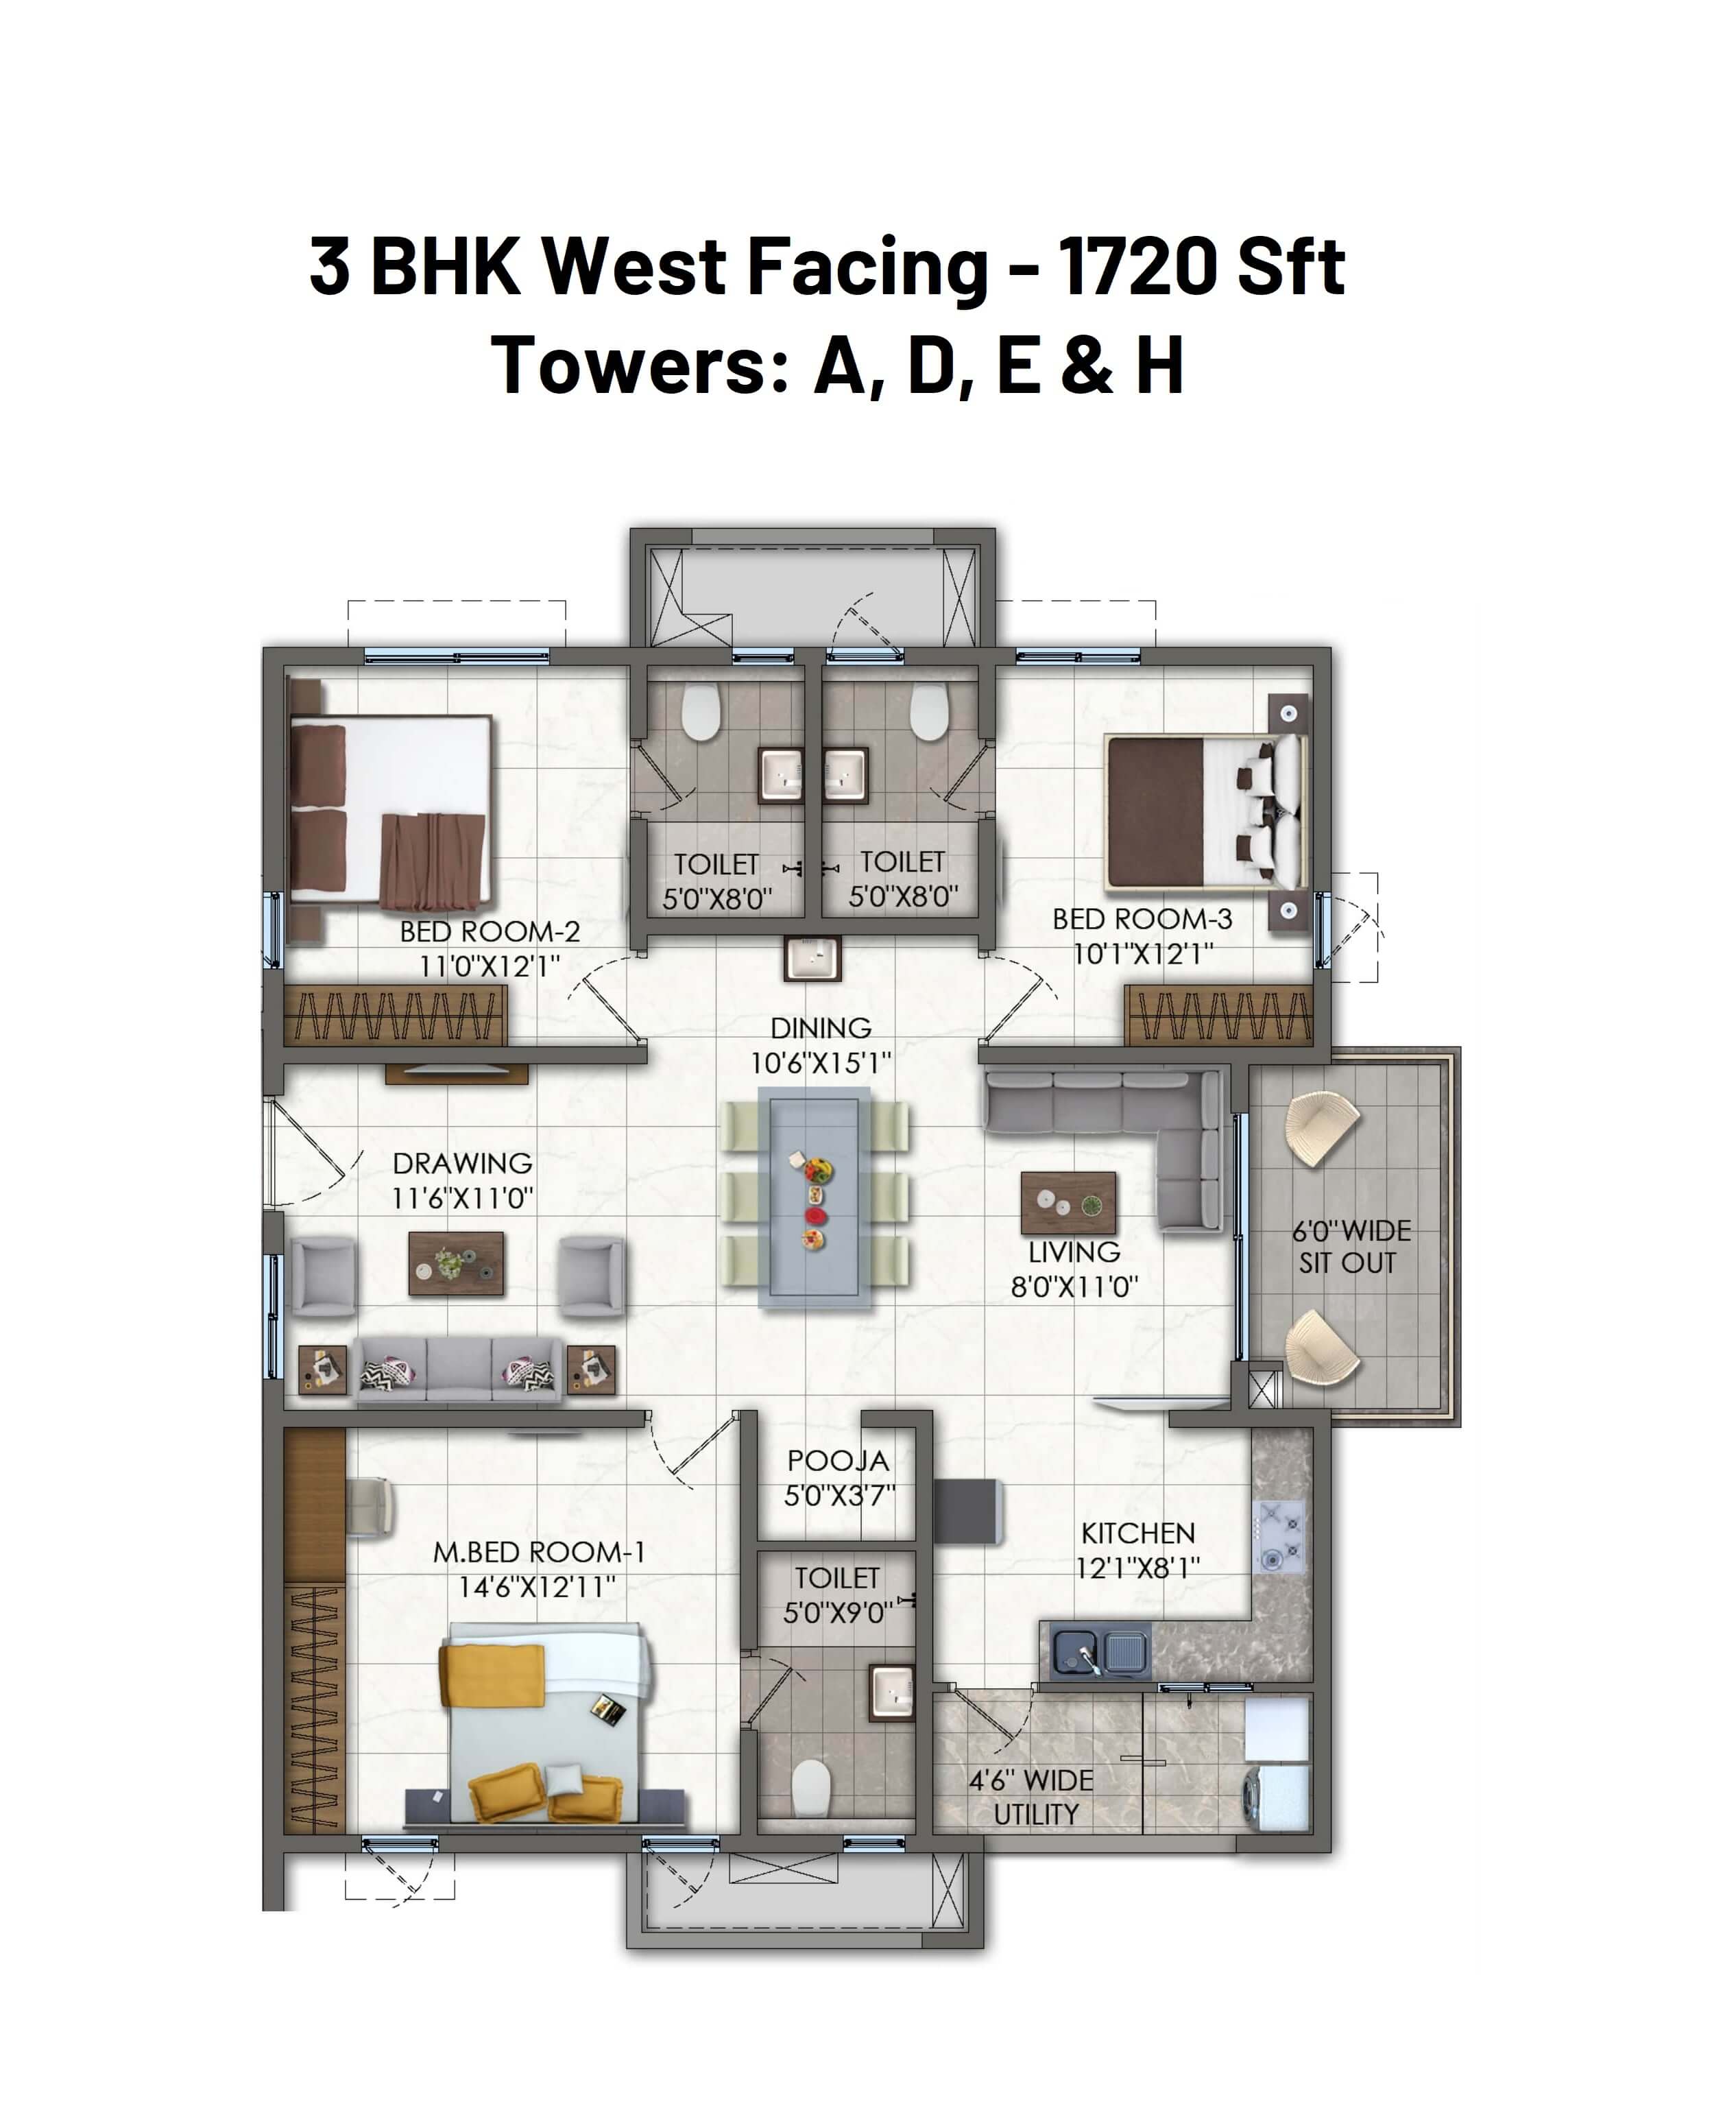 3 BHK West Facing - 1720 Sft
Towers: A, D, E & H
TOILET
5'0"X8'0"
TOILET
5'0"X8'0"
BED ROOM-2
11'0"X12'1"
BED ROOM-3
10'1"X12'1"
DINING
10'6"X15'1"
DRAWING
11'6"X11'0"
LIVING
8'0"X11'0"
6'0"WIDE
SIT OUT
POOJA
5'0"X3'7"
M.BED ROOM-1
14'6"X12'11"
KITCHEN
12'1"X8'1"
TOILET
5'0"X9'0"
4'6" WIDE
UTILITY